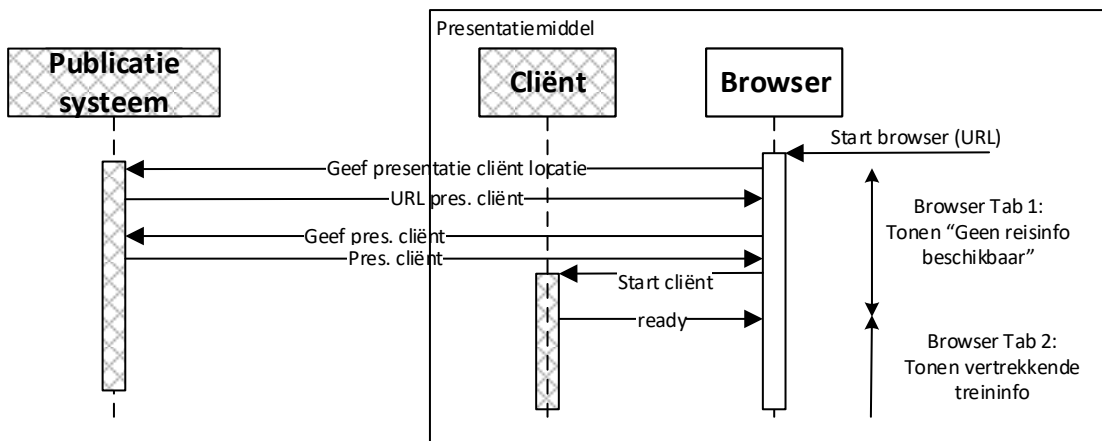 Presentatiemiddel
Publicatie
systeem
Cliënt
Browser
Start browser (URL)
Geef presentatie cliënt locatie
URL pres. cliënt
Geef pres. cliënt
Pres. cliënt
Start cliënt
ready
Browser Tab 1:
Tonen “Geen reisinfo
beschikbaar”
Browser Tab 2:
Tonen vertrekkende
treininfo